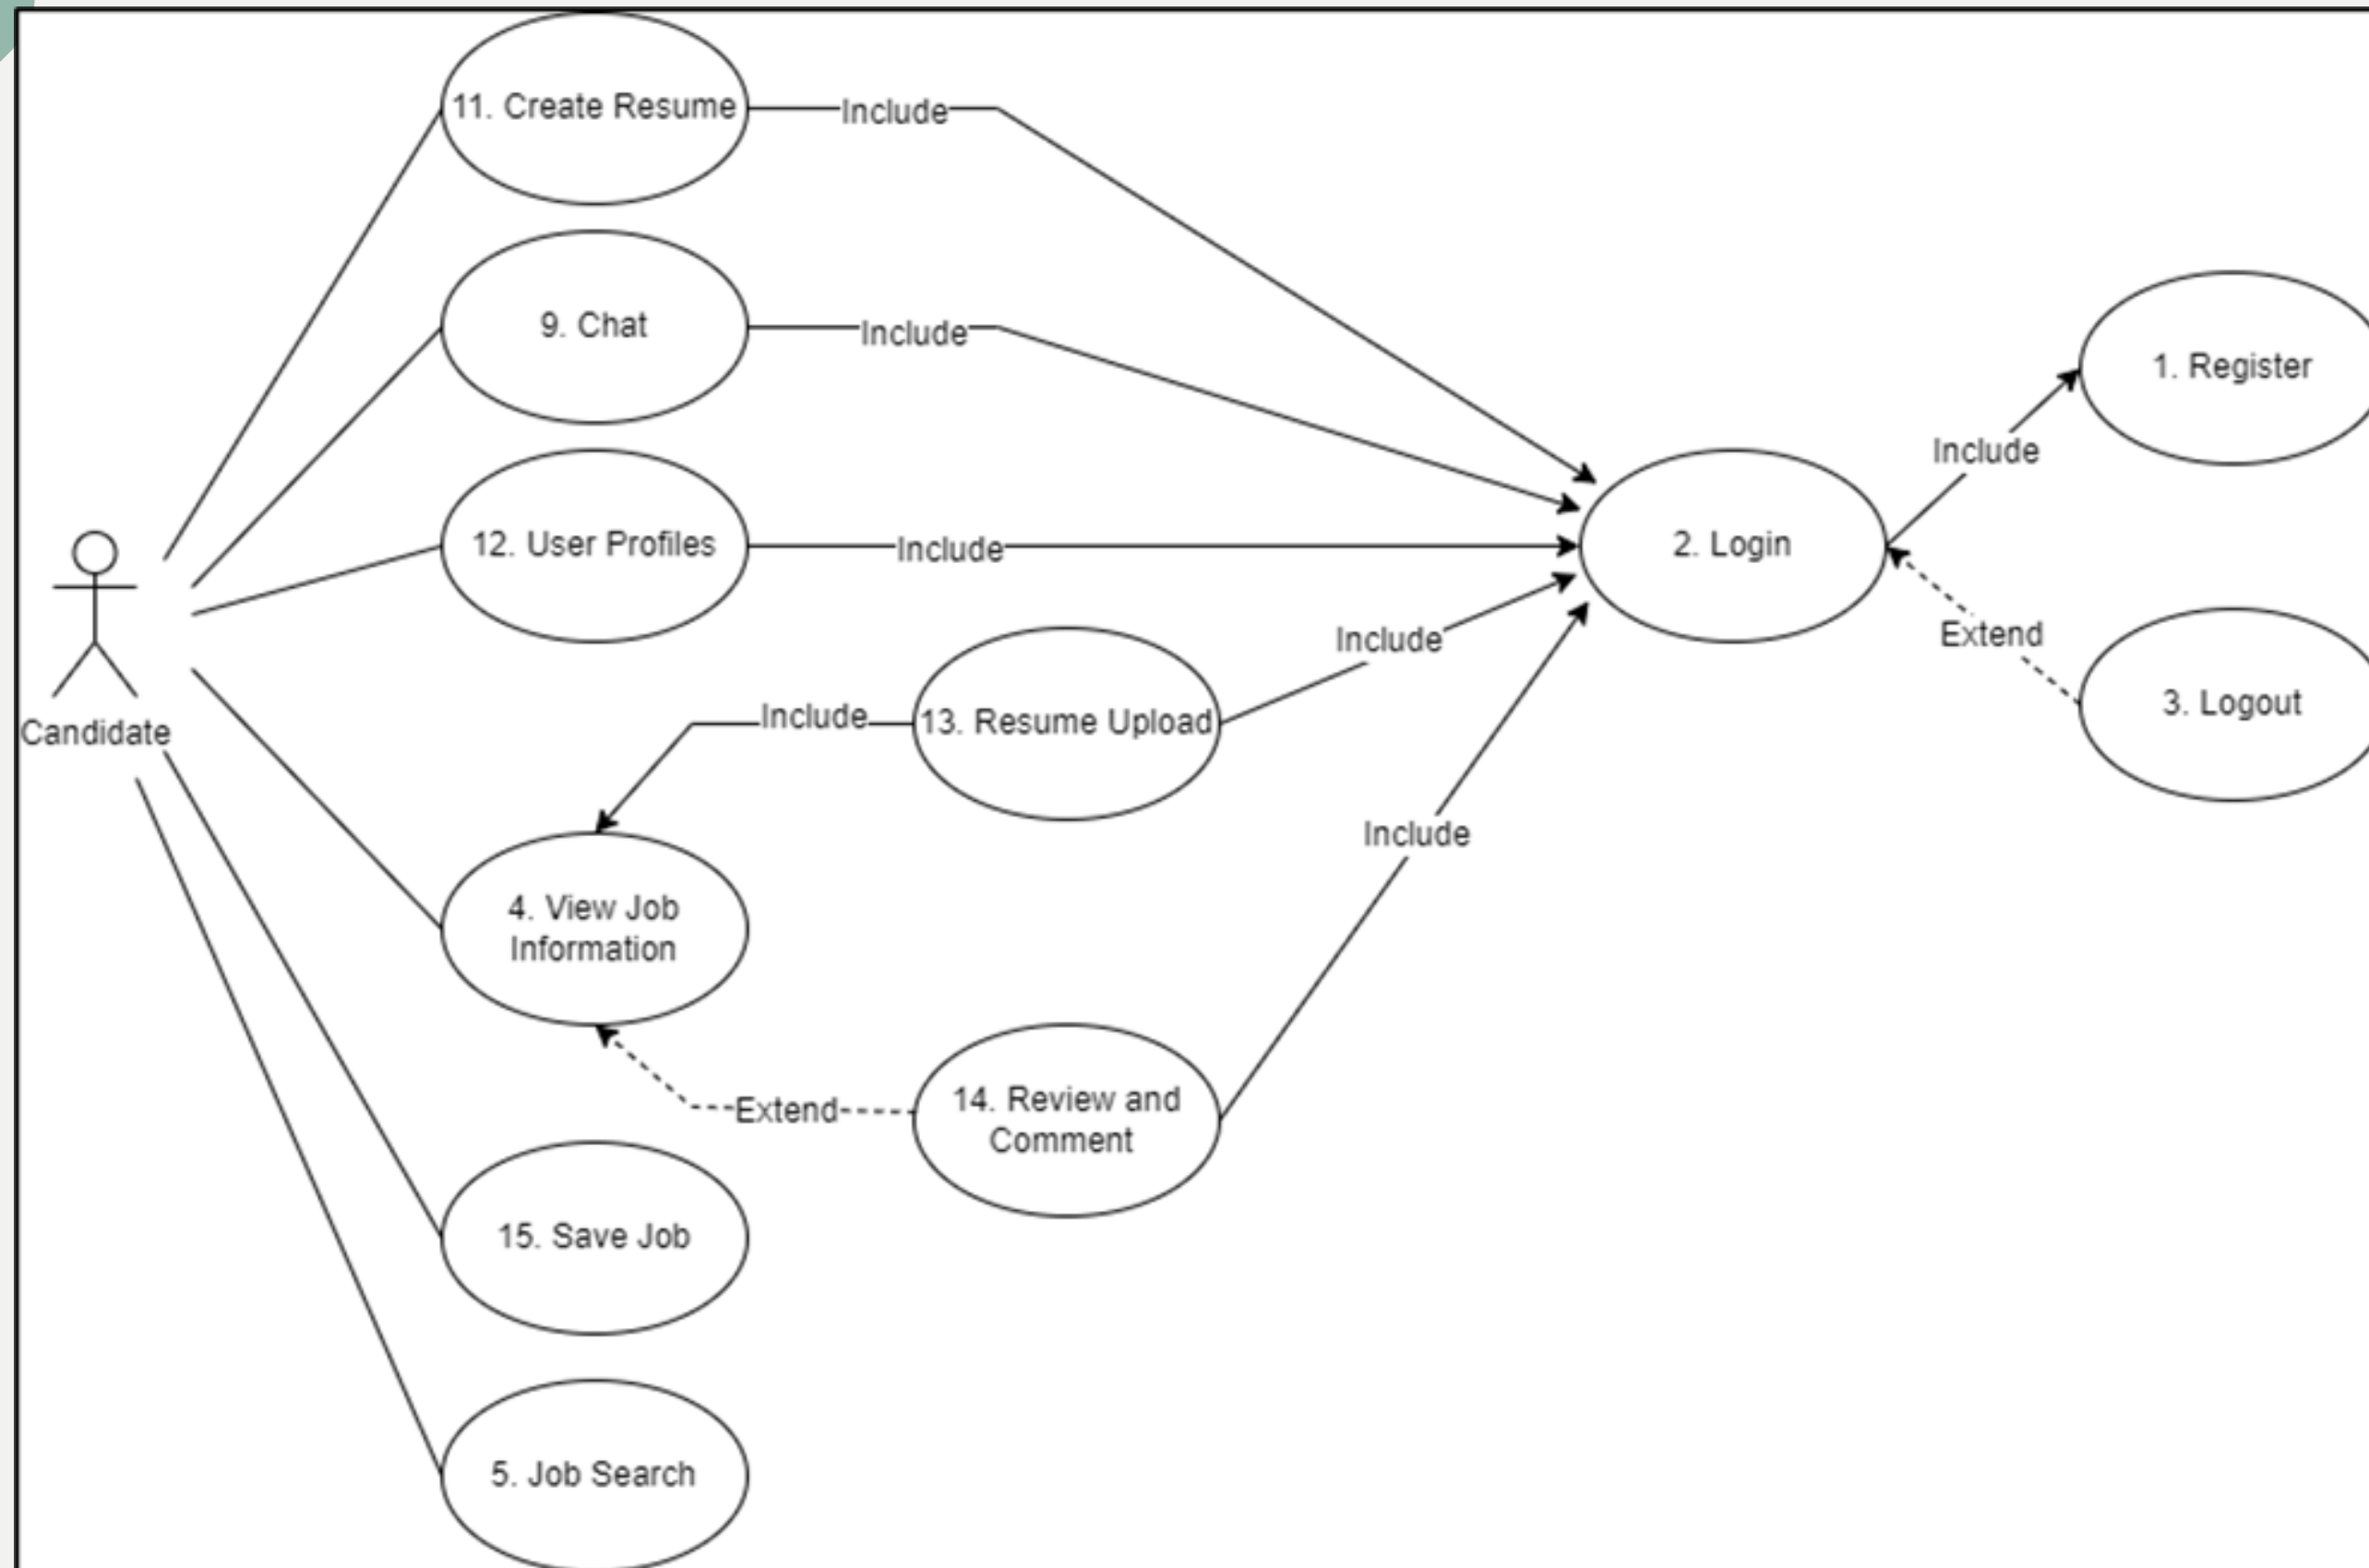 11. Create Resume
Include
9. Chat
Include
1. Register
Include
12. User Profiles
Include
2. Login
Include
Extend
3. Logout
Candidate
Include
13. Resume Upload
Include
4. View Job
Information
Extend
14. Review and
Comment
15. Save Job
5. Job Search